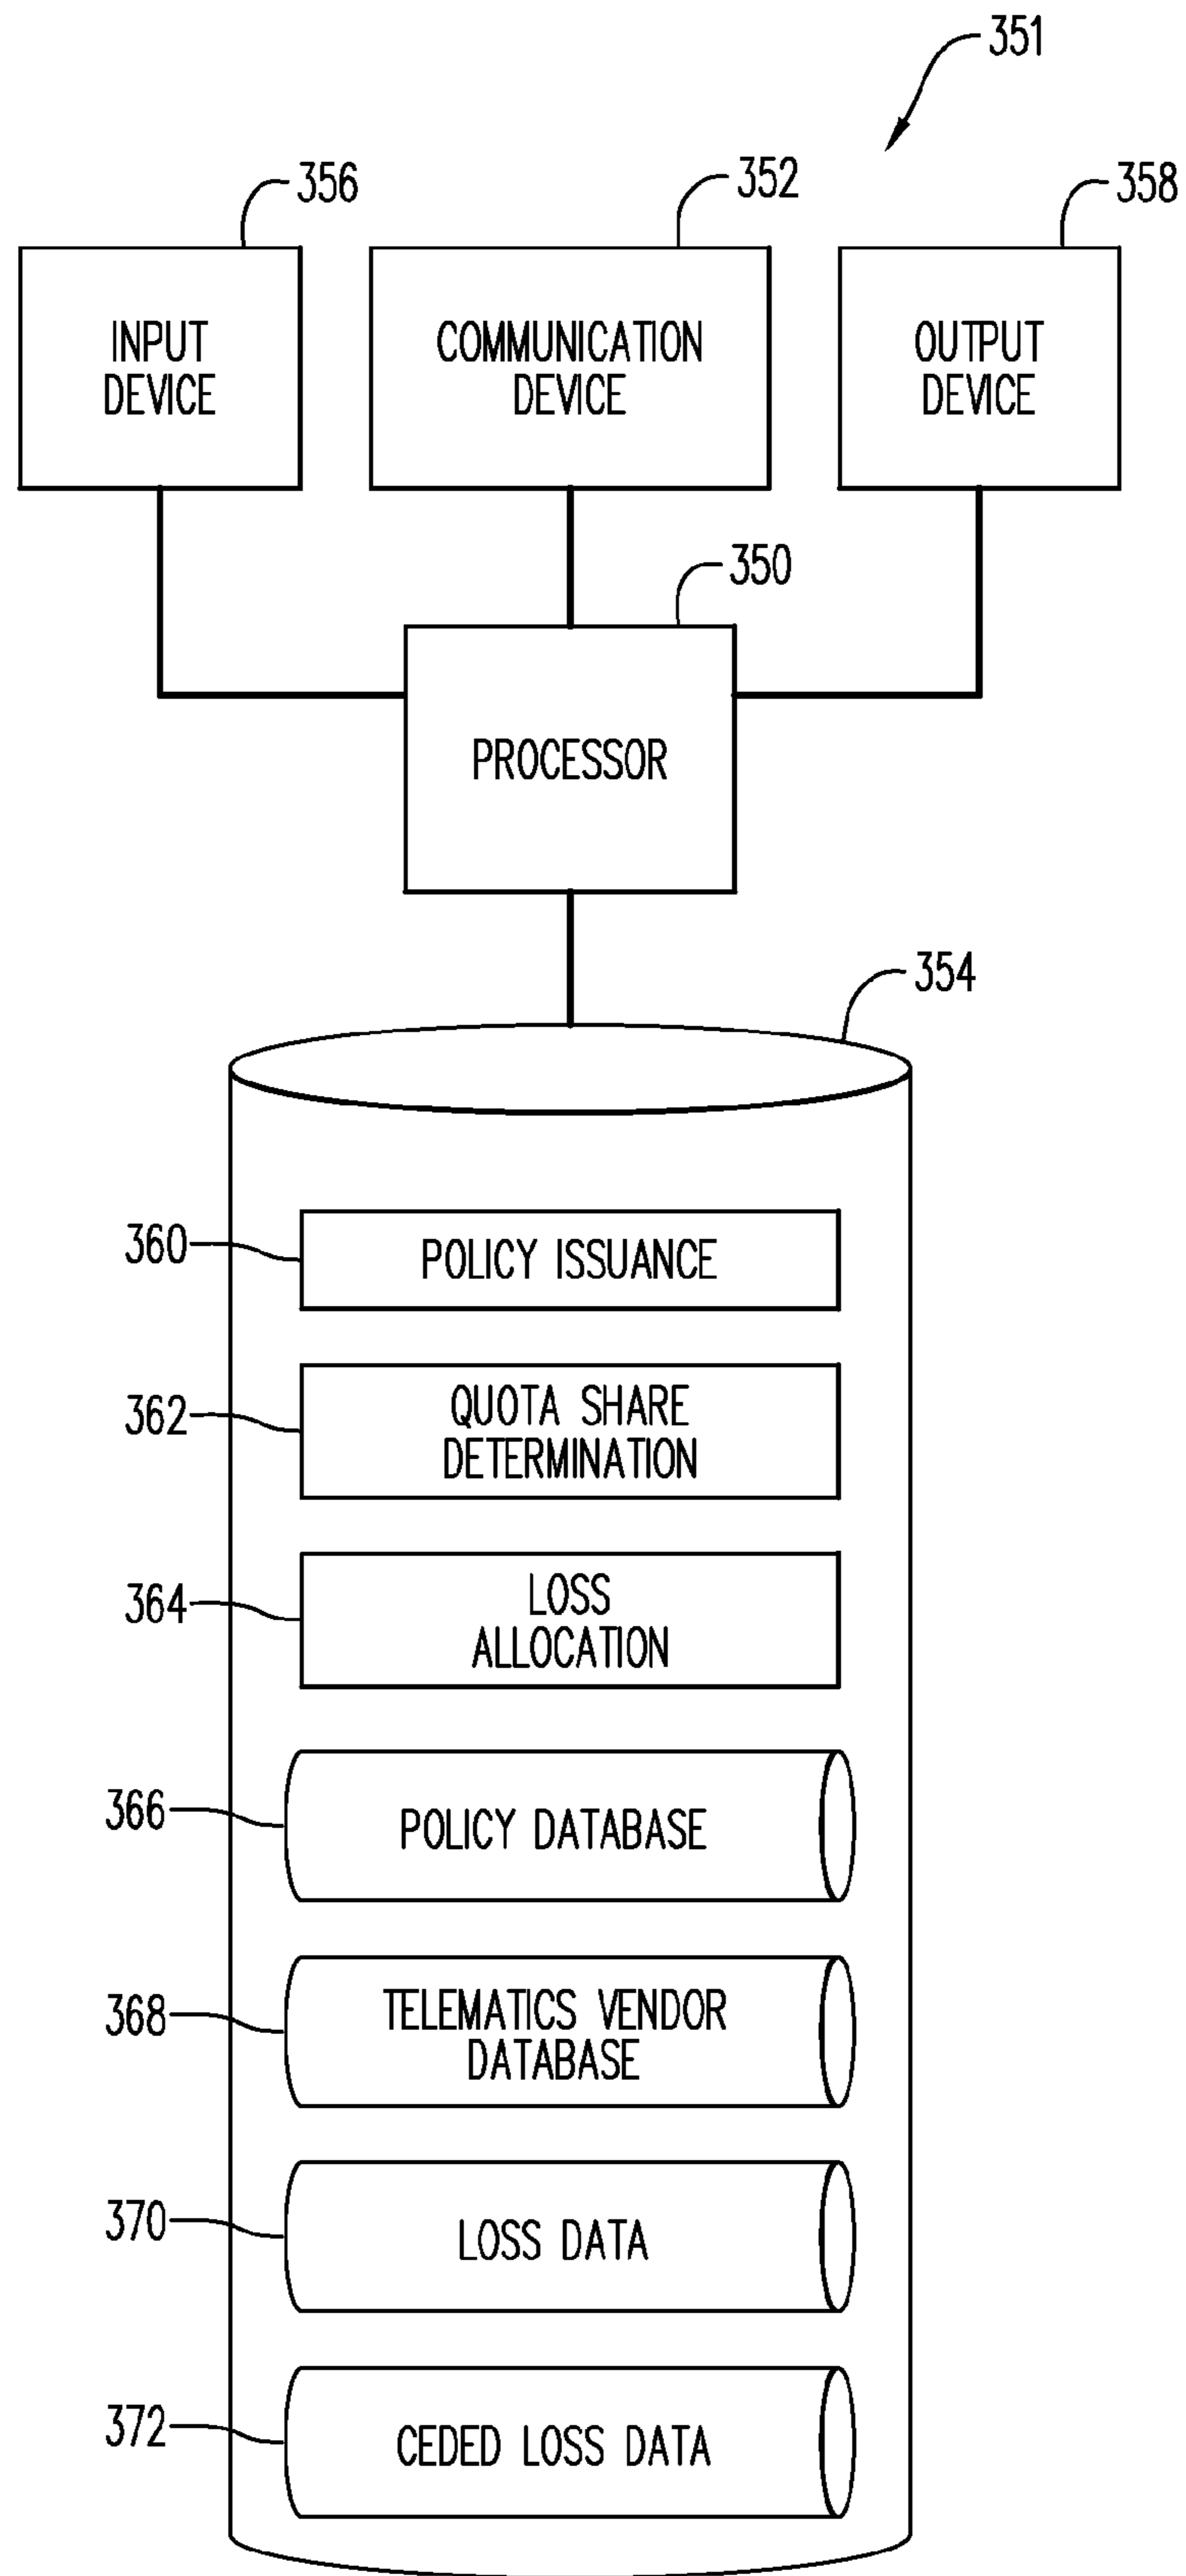 351
356
352
358
INPUT
DEVICE
COMMUNICATION
DEVICE
OUTPUT
DEVICE
350
PROCESSOR
354
360
POLICY ISSUANCE
362
QUOTA SHARE
DETERMINATION
364
LOSS
ALLOCATION
366
POLICY DATABASE
368
TELEMATICS VENDOR
DATABASE
370
LOSS DATA
372
CEDED LOSS DATA